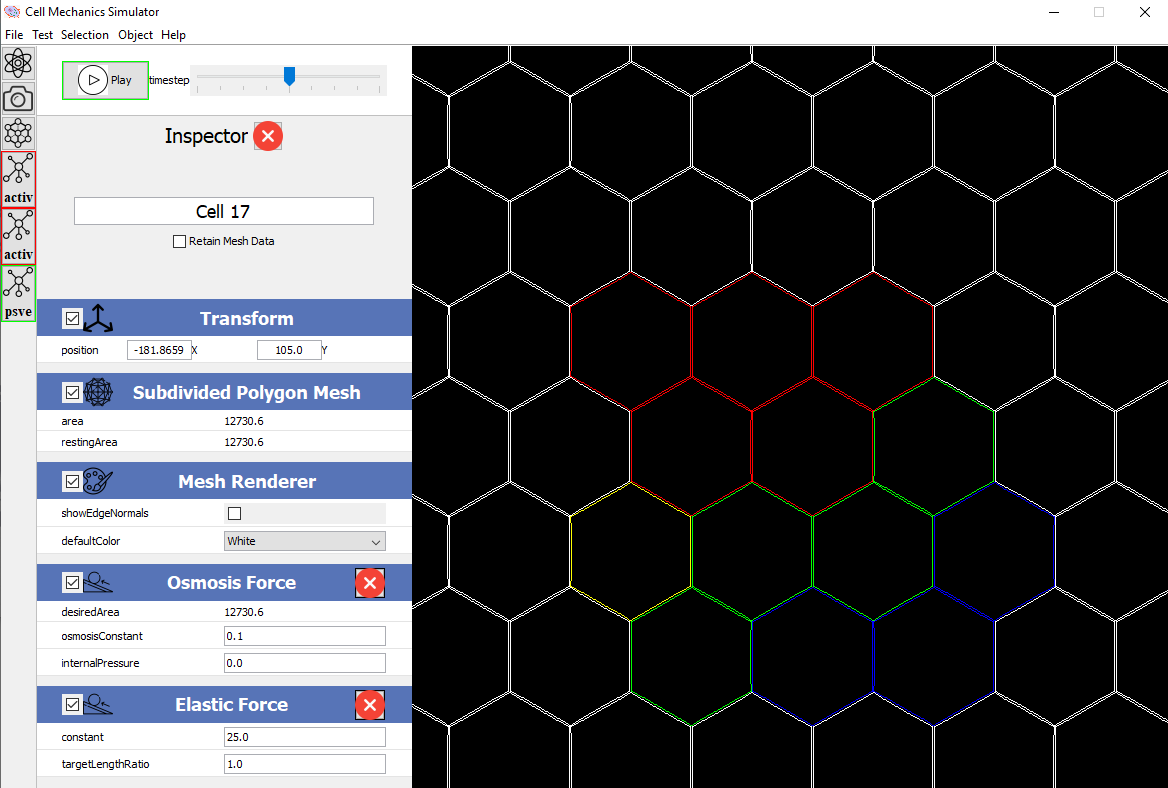 Cell Mechanics Simulator
File Test Selection Object Help
Play timestep
Inspector
activ
Cell 17
Retain Mesh Data
activ
psve
Transform
position -181.8659 X 105.0 Y
Subdivided Polygon Mesh
area 12730.6
restingArea 12730.6
Mesh Renderer
showEdgeNormals
defaultColor White
Osmosis Force
desiredArea 12730.6
osmosisConstant 0.1
internalPressure 0.0
Elastic Force
constant 25.0
targetLengthRatio 1.0